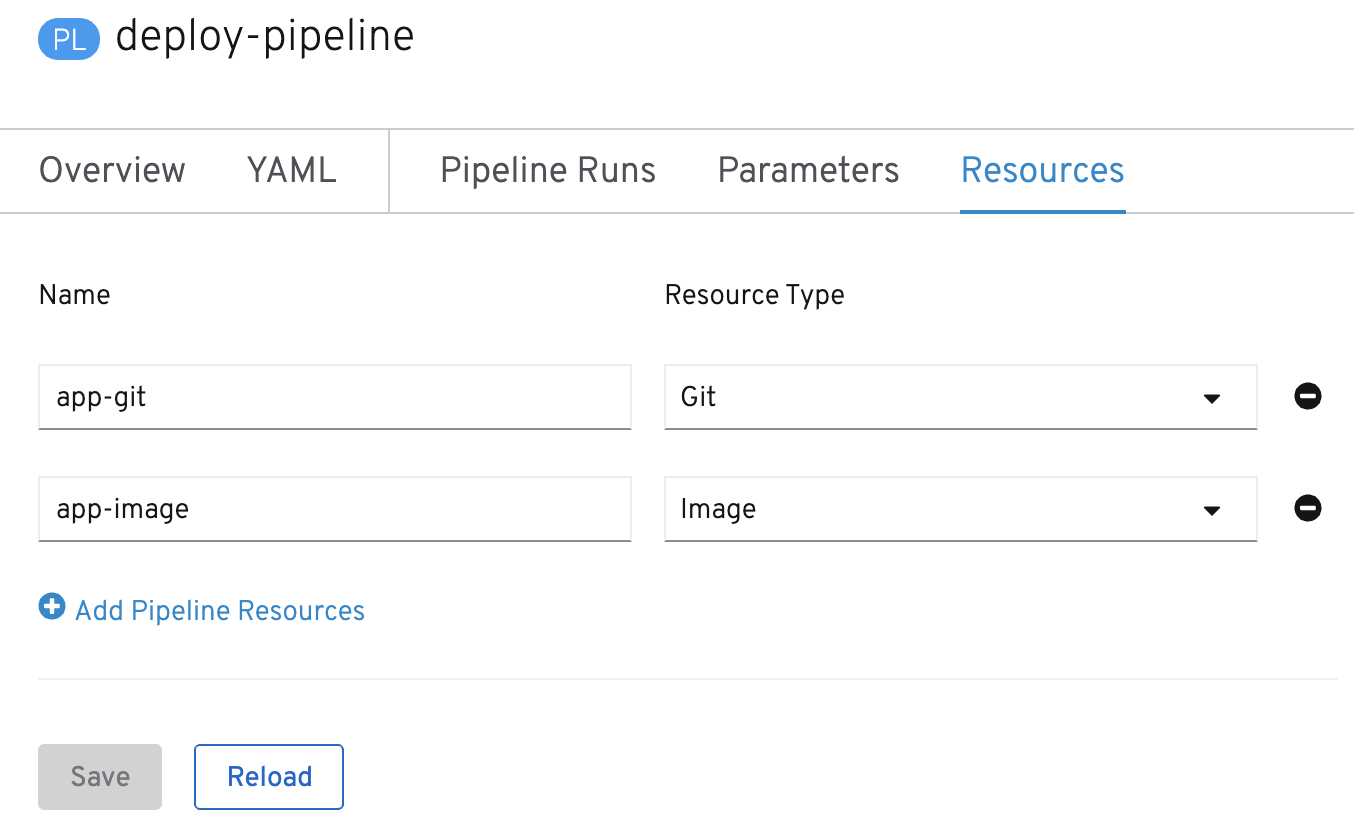 PL deploy-pipeline
Overview YAML Pipeline Runs Parameters Resources
Name Resource Type
app-git Git
app-image Image
Add Pipeline Resources
Save Reload